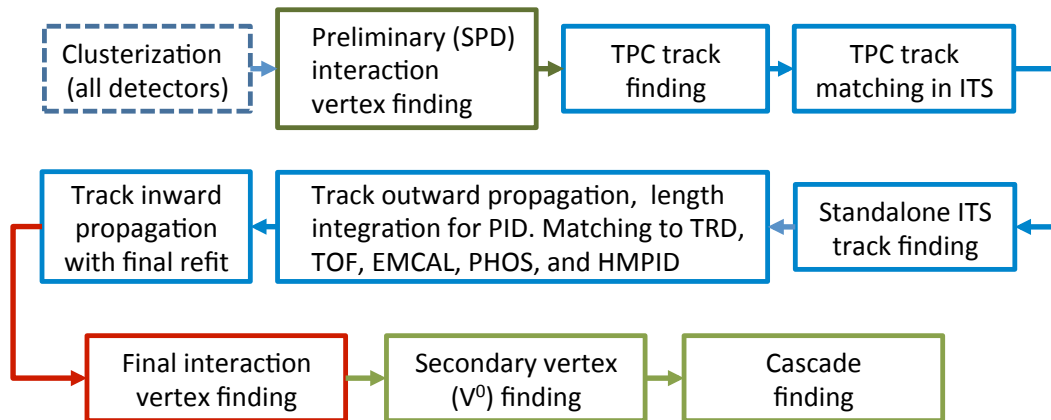 Clusterization
(all detectors)
Preliminary (SPD)
interaction
vertex finding
TPC track
finding
TPC track
matching in ITS
Track inward
propagation
with final refit
Track outward propagation, length
integration for PID. Matching to TRD,
TOF, EMCAL, PHOS, and HMPID
Standalone ITS
track finding
Final interaction
vertex finding
Secondary vertex
(V⁰) finding
Cascade
finding